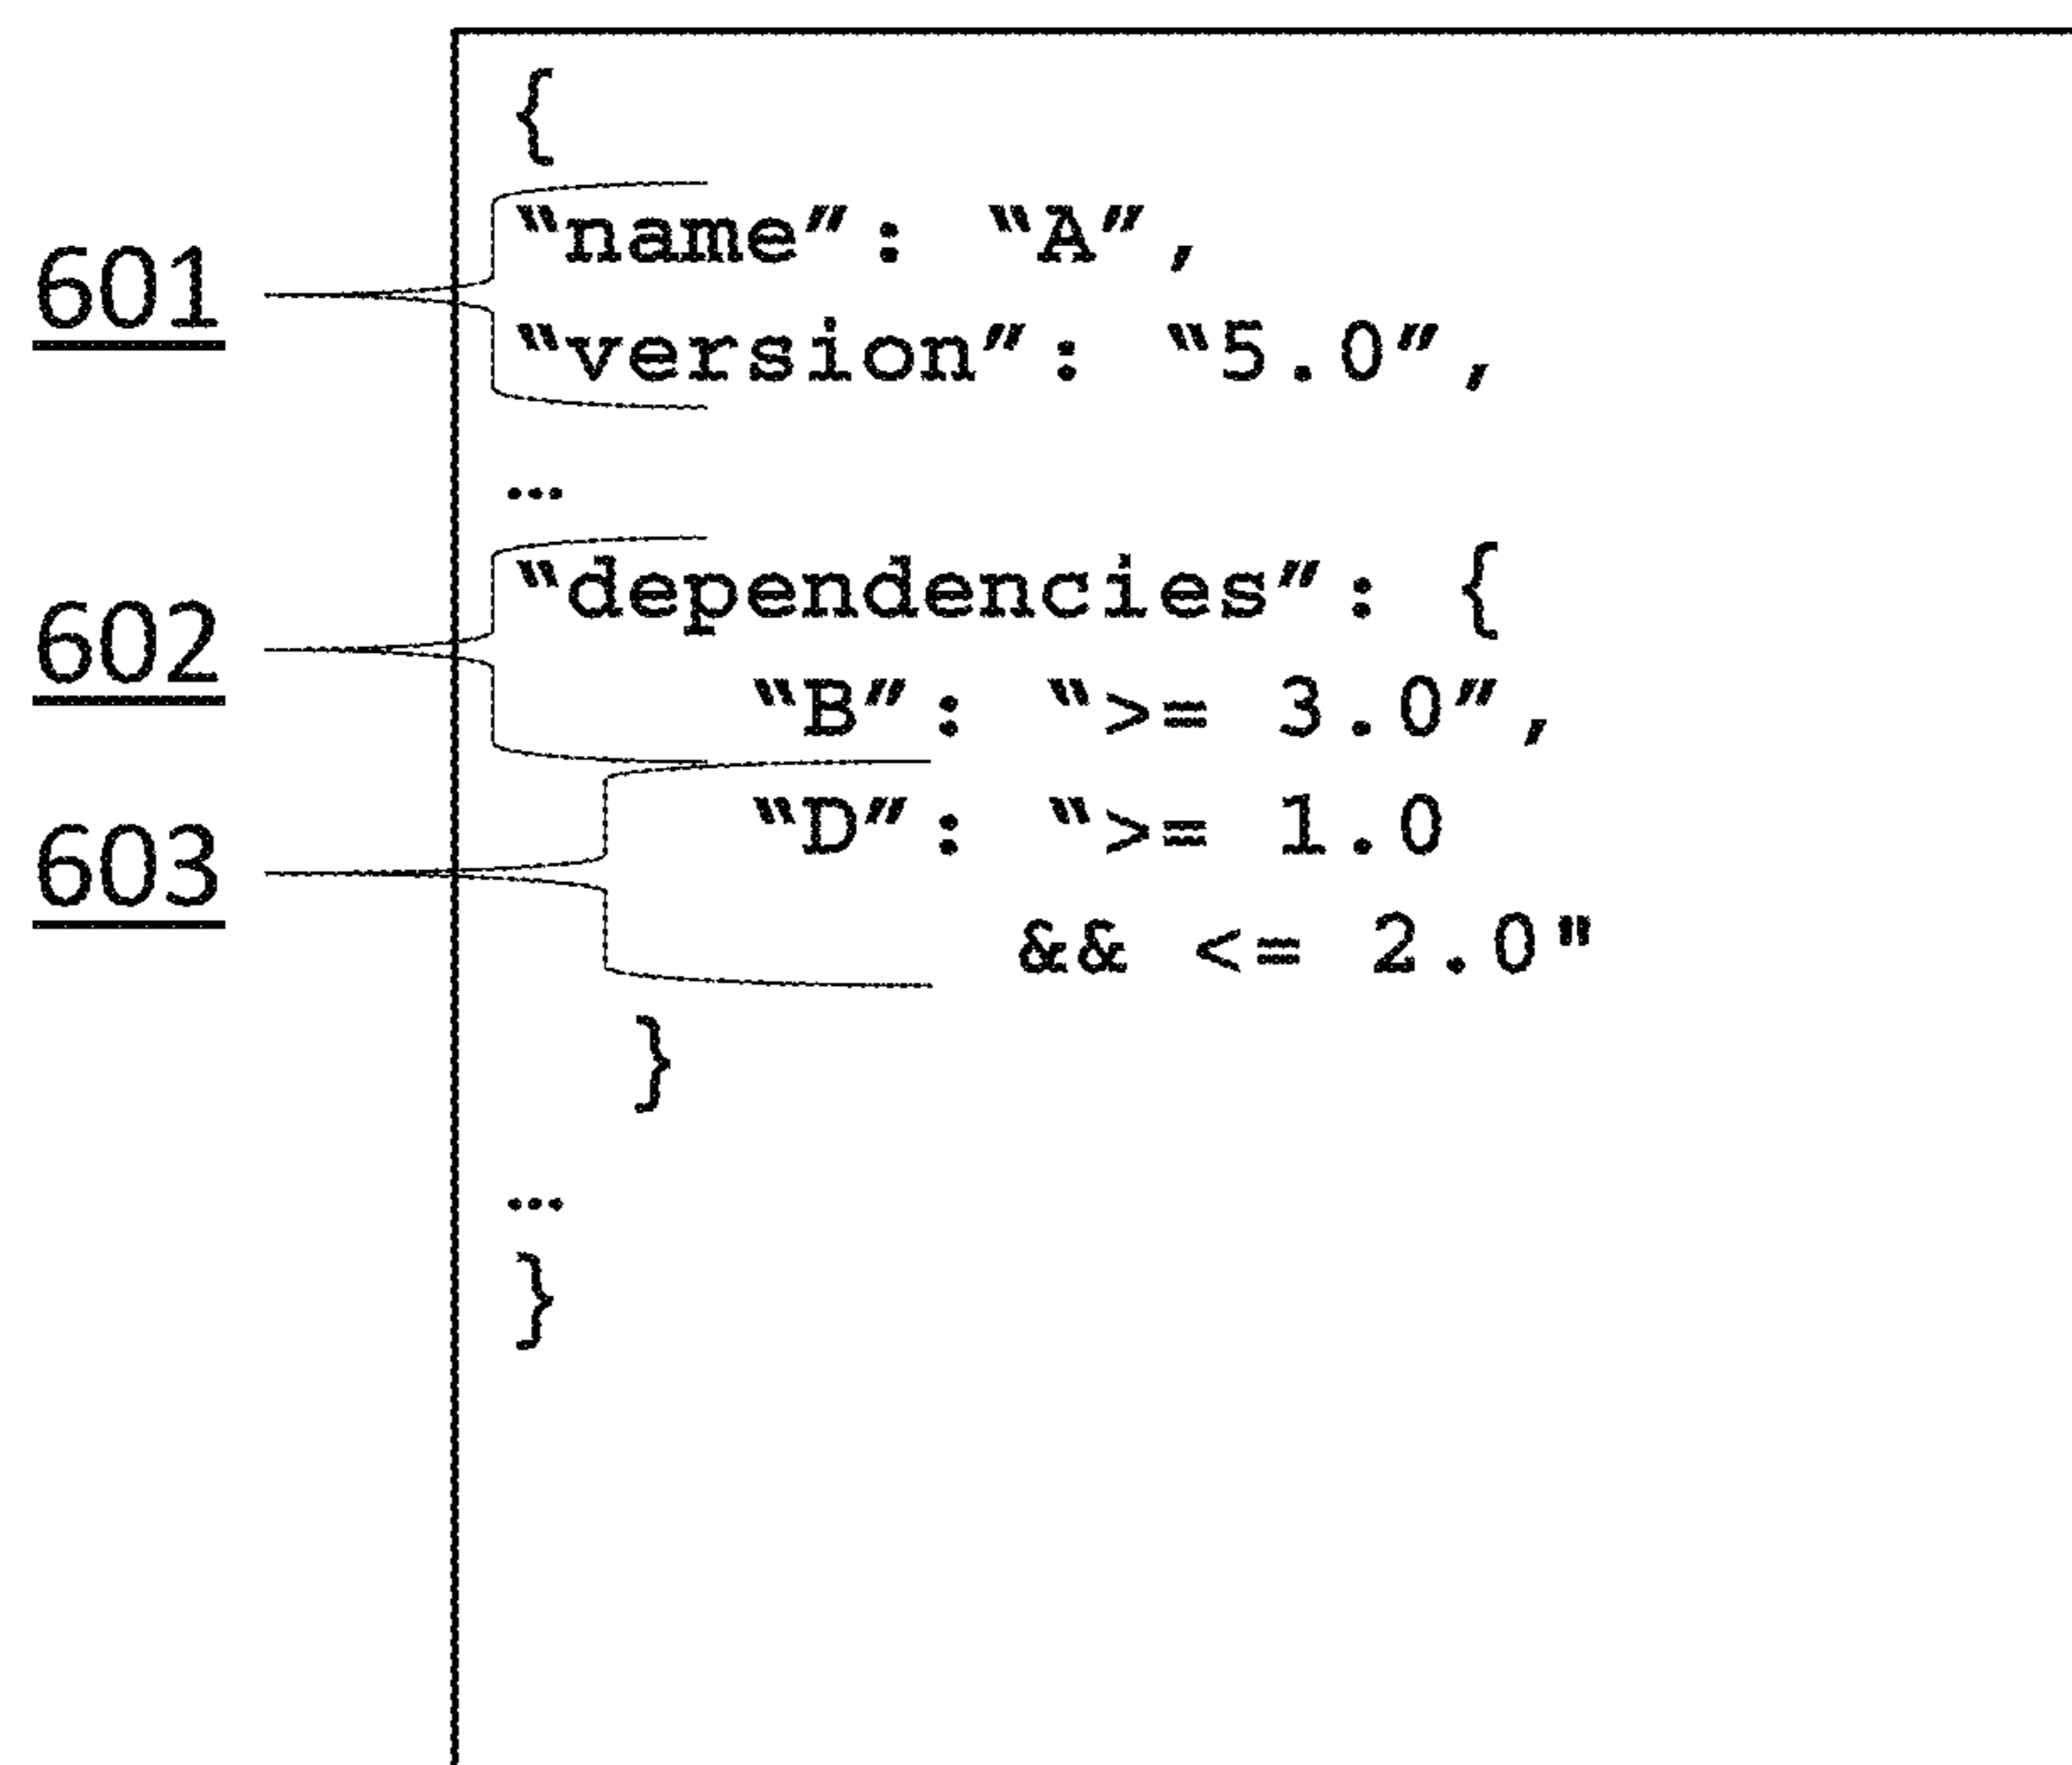 {
601 “name”: “A”,
“version”: “5.0”,
…
602 “dependencies”: {
“B”: “>= 3.0”,
603 “D”: “>= 1.0
&& <= 2.0"
}
…
}